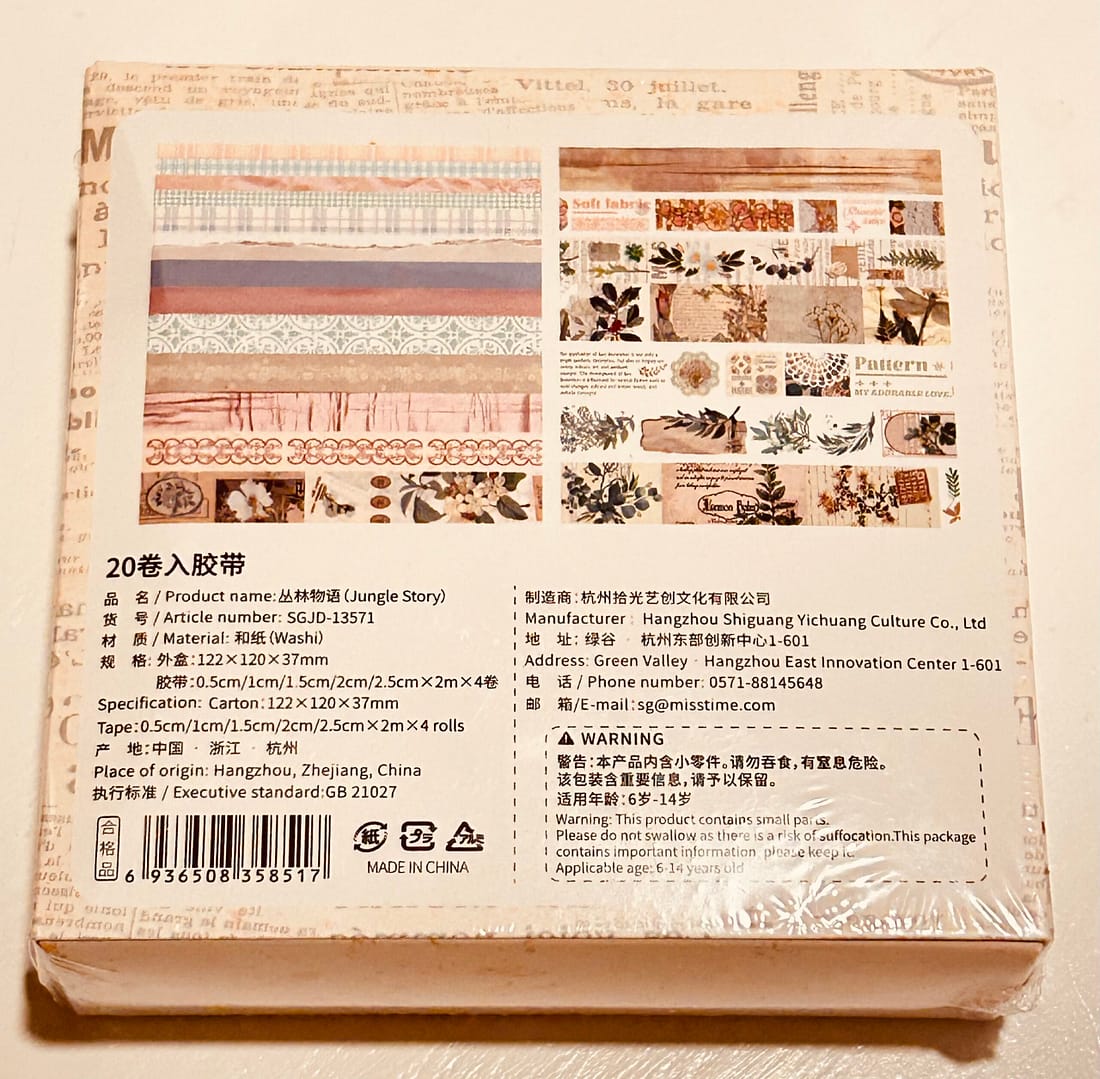 Vittel, 30 juillet.
la gare
Soft fabric
Pattern
MY ADORABLE LOVE.
20卷入胶带
品 名 / Product name:丛林物语(Jungle Story)
货 号 / Article number: SGJD-13571
材 质 / Material: 和纸(Washi)
规 格: 外盒:122×120×37mm
胶带:0.5cm/1cm/1.5cm/2cm/2.5cm×2m×4卷
Specification: Carton:122×120×37mm
Tape:0.5cm/1cm/1.5cm/2cm/2.5cm×2m×4 rolls
产 地:中国 · 浙江 · 杭州
Place of origin: Hangzhou, Zhejiang, China
执行标准 / Executive standard:GB 21027
合格品
6 936508 358517
紙
プラ
アルミ
MADE IN CHINA
制造商:杭州拾光艺创文化有限公司
Manufacturer: Hangzhou Shiguang Yichuang Culture Co., Ltd
地 址: 绿谷 · 杭州东部创新中心1-601
Address: Green Valley · Hangzhou East Innovation Center 1-601
电 话 / Phone number: 0571-88145648
邮 箱/E-mail:sg@misstime.com
WARNING
警告:本产品内含小零件。请勿吞食,有窒息危险。
该包装含重要信息,请予以保留。
适用年龄:6岁-14岁
Warning: This product contains small parts.
Please do not swallow as there is a risk of suffocation.This package
contains important information, please keep it.
Applicable age: 6-14 years old